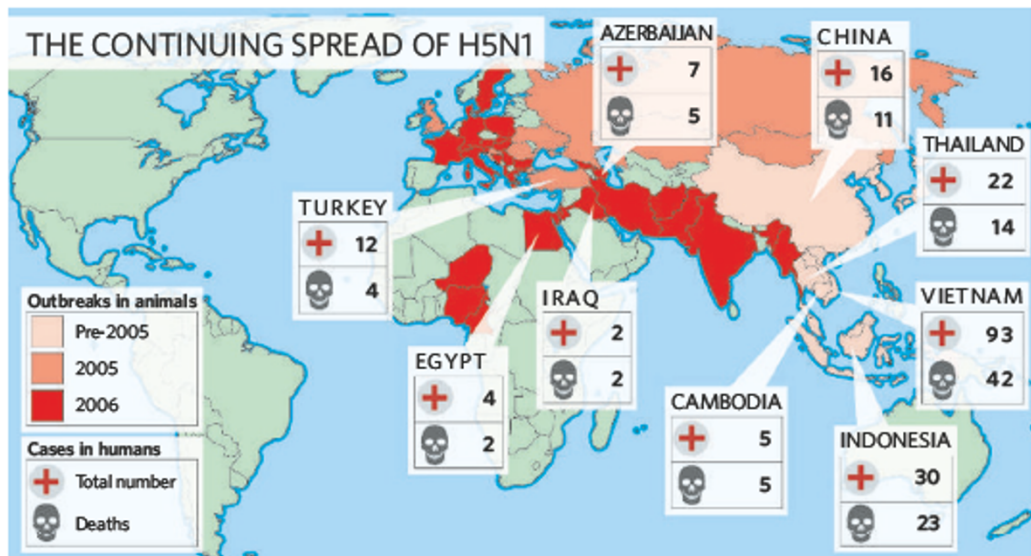 THE CONTINUING SPREAD OF H5N1
AZERBAIJAN
7
5
CHINA
16
11
THAILAND
22
14
TURKEY
12
4
IRAQ
2
2
VIETNAM
93
42
EGYPT
4
2
CAMBODIA
5
5
INDONESIA
30
23
Outbreaks in animals
Pre-2005
2005
2006
Cases in humans
Total number
Deaths